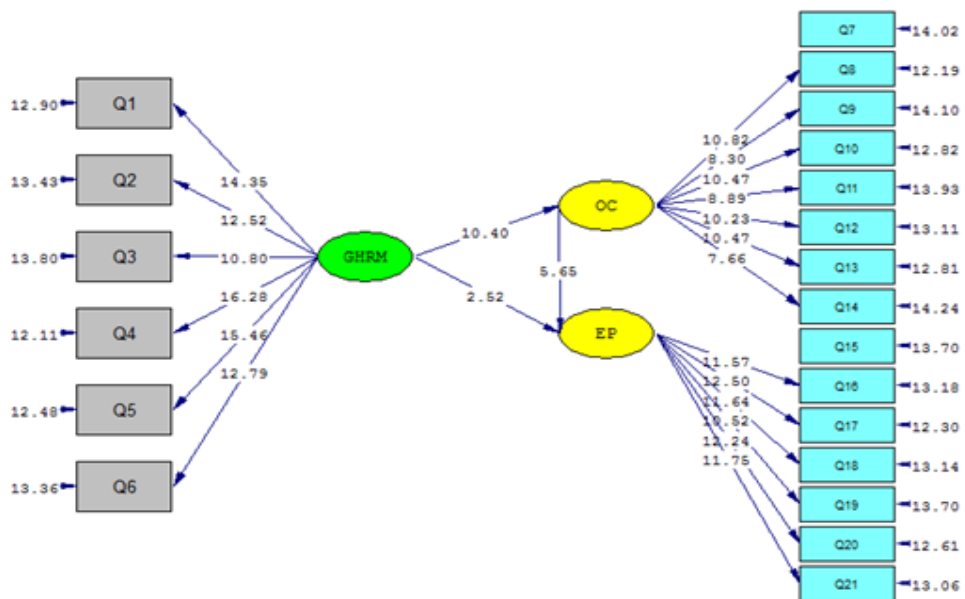 12.90 Q1
13.43 Q2
13.80 Q3
12.11 Q4
12.48 Q5
13.36 Q6
14.35
12.52
10.80
16.28
15.46
12.79
GHRM
10.40
2.52
OC
5.65
EP
10.82
8.30
10.47
8.89
10.23
10.47
7.66
11.57
12.50
11.64
10.52
12.24
11.75
Q7 14.02
Q8 12.19
Q9 14.10
Q10 12.82
Q11 13.93
Q12 13.11
Q13 12.81
Q14 14.24
Q15 13.70
Q16 13.18
Q17 12.30
Q18 13.14
Q19 13.70
Q20 12.61
Q21 13.06